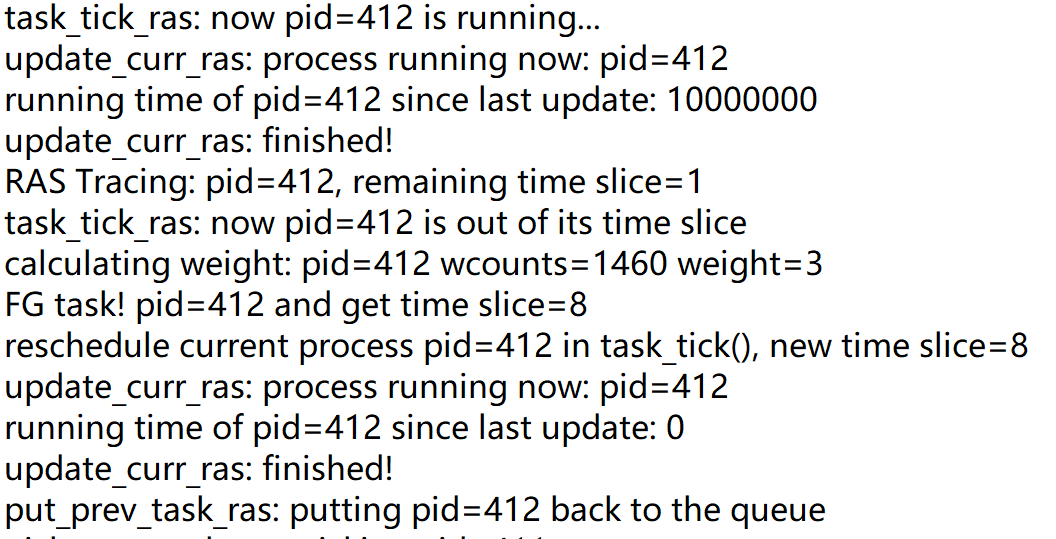 task_tick_ras: now pid=412 is running...
update_curr_ras: process running now: pid=412
running time of pid=412 since last update: 10000000
update_curr_ras: finished!
RAS Tracing: pid=412, remaining time slice=1
task_tick_ras: now pid=412 is out of its time slice
calculating weight: pid=412 wcounts=1460 weight=3
FG task! pid=412 and get time slice=8
reschedule current process pid=412 in task_tick(), new time slice=8
update_curr_ras: process running now: pid=412
running time of pid=412 since last update: 0
update_curr_ras: finished!
put_prev_task_ras: putting pid=412 back to the queue